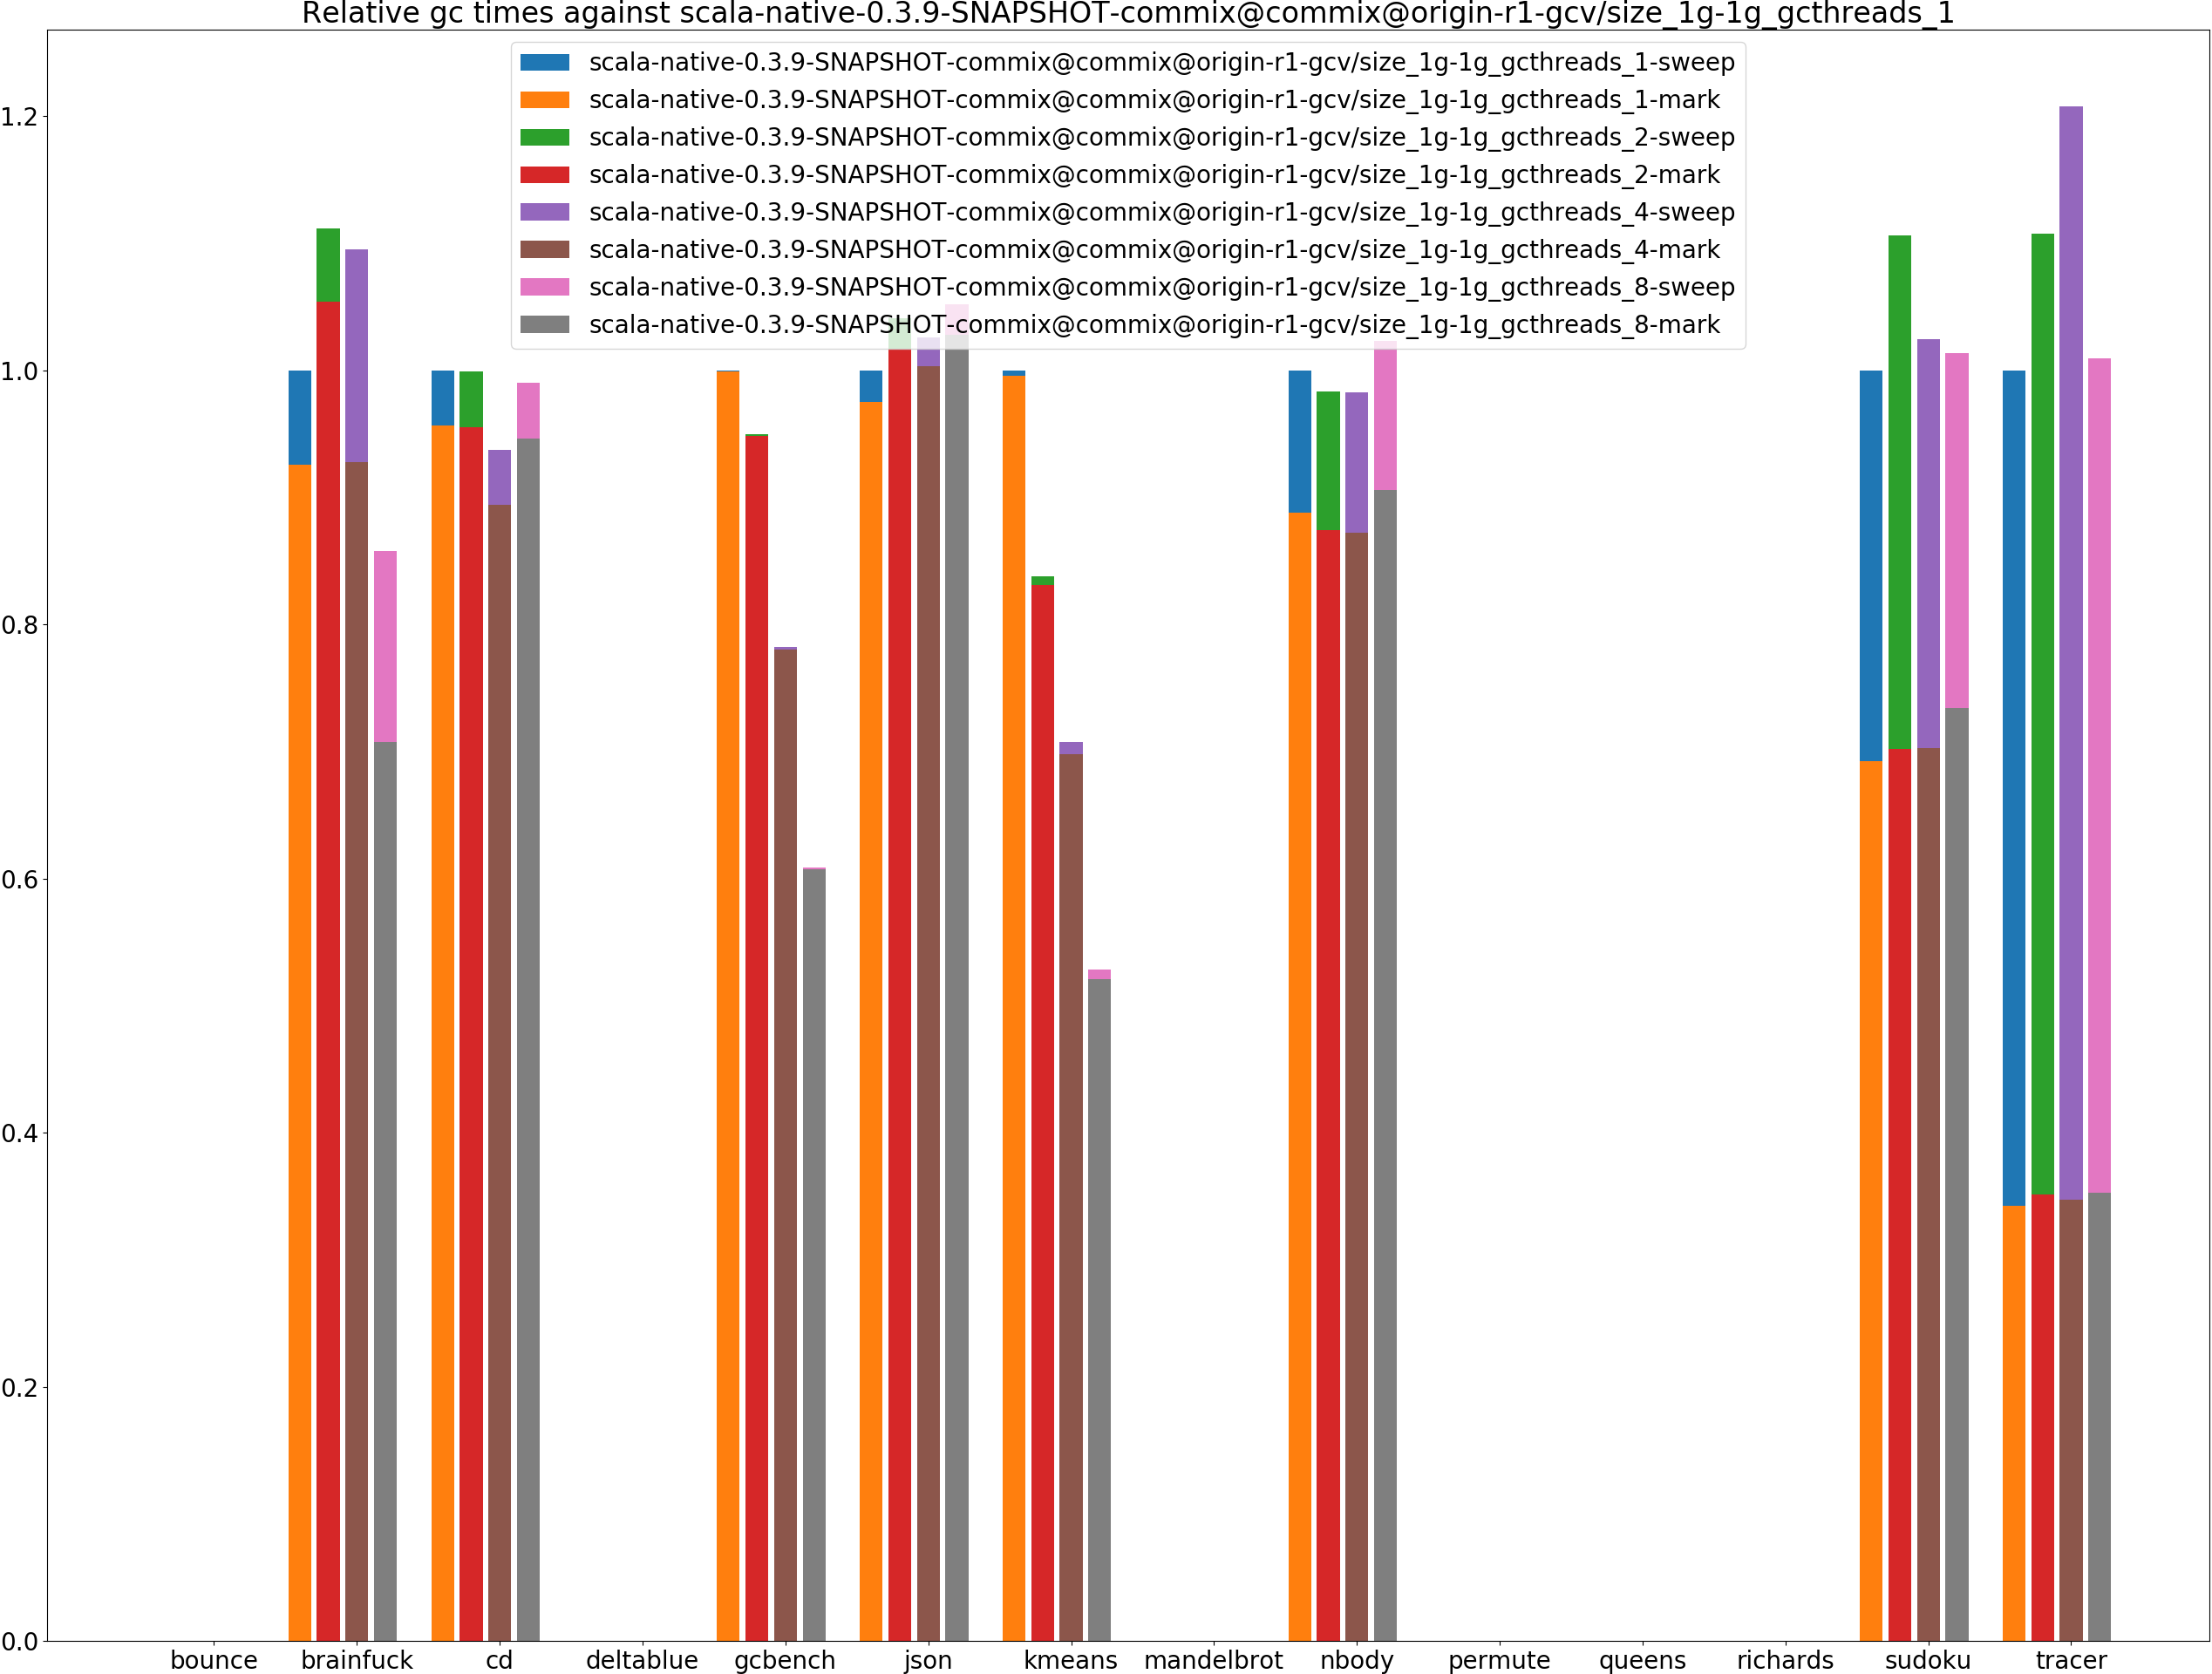 Relative gc times against scala-native-0.3.9-SNAPSHOT-commix@commix@origin-r1-gcv/size_1g-1g_gcthreads_1
scala-native-0.3.9-SNAPSHOT-commix@commix@origin-r1-gcv/size_1g-1g_gcthreads_1-sweep
scala-native-0.3.9-SNAPSHOT-commix@commix@origin-r1-gcv/size_1g-1g_gcthreads_1-mark
scala-native-0.3.9-SNAPSHOT-commix@commix@origin-r1-gcv/size_1g-1g_gcthreads_2-sweep
scala-native-0.3.9-SNAPSHOT-commix@commix@origin-r1-gcv/size_1g-1g_gcthreads_2-mark
scala-native-0.3.9-SNAPSHOT-commix@commix@origin-r1-gcv/size_1g-1g_gcthreads_4-sweep
scala-native-0.3.9-SNAPSHOT-commix@commix@origin-r1-gcv/size_1g-1g_gcthreads_4-mark
scala-native-0.3.9-SNAPSHOT-commix@commix@origin-r1-gcv/size_1g-1g_gcthreads_8-sweep
scala-native-0.3.9-SNAPSHOT-commix@commix@origin-r1-gcv/size_1g-1g_gcthreads_8-mark
1.2
1.0
0.8
0.6
0.4
0.2
0.0
bounce brainfuck cd deltablue gcbench json kmeans mandelbrot nbody permute queens richards sudoku tracer